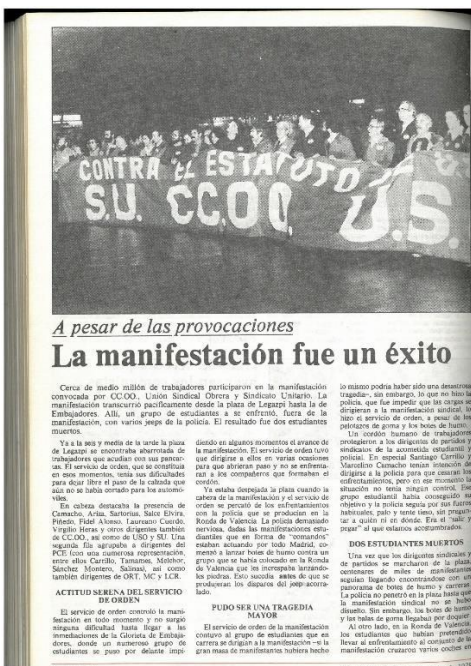 CONTRA EL ESTATUTO
S.U. CC.OO. U.S.
A pesar de las provocaciones
La manifestación fue un éxito
Cerca de medio millón de trabajadores participaron en la manifestación
convocada por CC.OO., Unión Sindical Obrera y Sindicato Unitario. La
manifestación transcurrió pacíficamente desde la plaza de Legazpi hasta la de
Embajadores. Allí, un grupo de estudiantes a se enfrentó, fuera de la
manifestación, con varios jeeps de la policía. El resultado fue dos estudiantes
muertos.
Ya a la seis y media de la tarde la plaza
de Legazpi se encontraba abarrotada de
trabajadores que acudían con sus pancar-
tas. El servicio de orden, que se constituía
en esos momentos, tenía sus dificultades
para dejar libre el paso de la calzada que
aún no se había cortado para los automó-
viles.
En cabeza destacaba la presencia de
Camacho, Ariza, Sartorius, Salce Elvira,
Piñedo, Fidel Alonso, Laureano Cuerdo,
Virgilio Heras y otros dirigentes también
de CC.OO., así como de USO y SU. Una
segunda fila agrupaba a dirigentes del
PCE (con una numerosa representación,
entre ellos Carrillo, Tamames, Melchor,
Sánchez Montero, Salinas), así como
también dirigentes de ORT, MC y LCR.
ACTITUD SERENA DEL SERVICIO
DE ORDEN
El servicio de orden controló la mani-
festación en todo momento y no surgió
ninguna dificultad hasta llegar a las
inmediaciones de la Glorieta de Embaja-
dores, donde un numeroso grupo de
estudiantes se puso por delante impi-
diendo en algunos momentos el avance de
la manifestación. El servicio de orden tuvo
que dirigirse a ellos en varias ocasiones
para que abrieran paso y no se enfrenta-
ran a los compañeros que formaban el
cordón.
Ya estaba despejada la plaza cuando la
cabeza de la manifestación y el servicio de
orden se percató de los enfrentamientos
con la policía que se producían en la
Ronda de Valencia. La policía demasiado
nerviosa, dadas las manifestaciones estu-
diantiles que en forma de "comandos"
estaban actuando por todo Madrid, co-
menzó a lanzar botes de humo contra un
grupo que se había colocado en la Ronda
de Valencia que les increpaba lanzándo-
les piedras. Esto sucedía antes de que se
produjeran los disparos del jeep acorra-
lado.
PUDO SER UNA TRAGEDIA
MAYOR
El servicio de orden de la manifestación
contuvo al grupo de estudiantes que en
carrera se dirigían a la manifestación -o la
gran masa de manifestantes hubiera hecho
lo mismo podría haber sido una desastrosa
tragedia-, sin embargo, lo que no hizo la
policía, que fue impedir que las cargas se
dirigieran a la manifestación sindical, lo
hizo el servicio de orden, a pesar de los
pelotazos de goma y los botes de humo.
Un cordón humano de trabajadores
protegieron a los dirigentes de partidos y
sindicatos de la acometida estudiantil y
policial. En especial Santiago Carrillo y
Marcelino Camacho tenían intención de
dirigirse a la policía para que cesaran los
enfrentamientos, pero en ese momento la
situación no tenía ningún control. Ese
grupo estudiantil había conseguido su
objetivo y la policía seguía por sus fueros
habituales, palo y tente tieso, sin pregun-
tar a quién ni en dónde. Era el "salir y
pegar" al que estamos acostumbrados.
DOS ESTUDIANTES MUERTOS
Una vez que los dirigentes sindicales y
de partidos se marcharon de la plaza,
centenares de miles de manifestantes
seguían llegando encontrándose con un
panorama de botes de humo y carreras.
La policía no penetró en la plaza hasta que
la manifestación sindical no se había
disuelto. Sin embargo, los botes de humo
y las balas de goma llegaban por doquier.
Al otro lado, en la Ronda de Valencia,
los estudiantes que habían pretendido
llevar al enfrentamiento al conjunto de la
manifestación cruzaron varios coches en